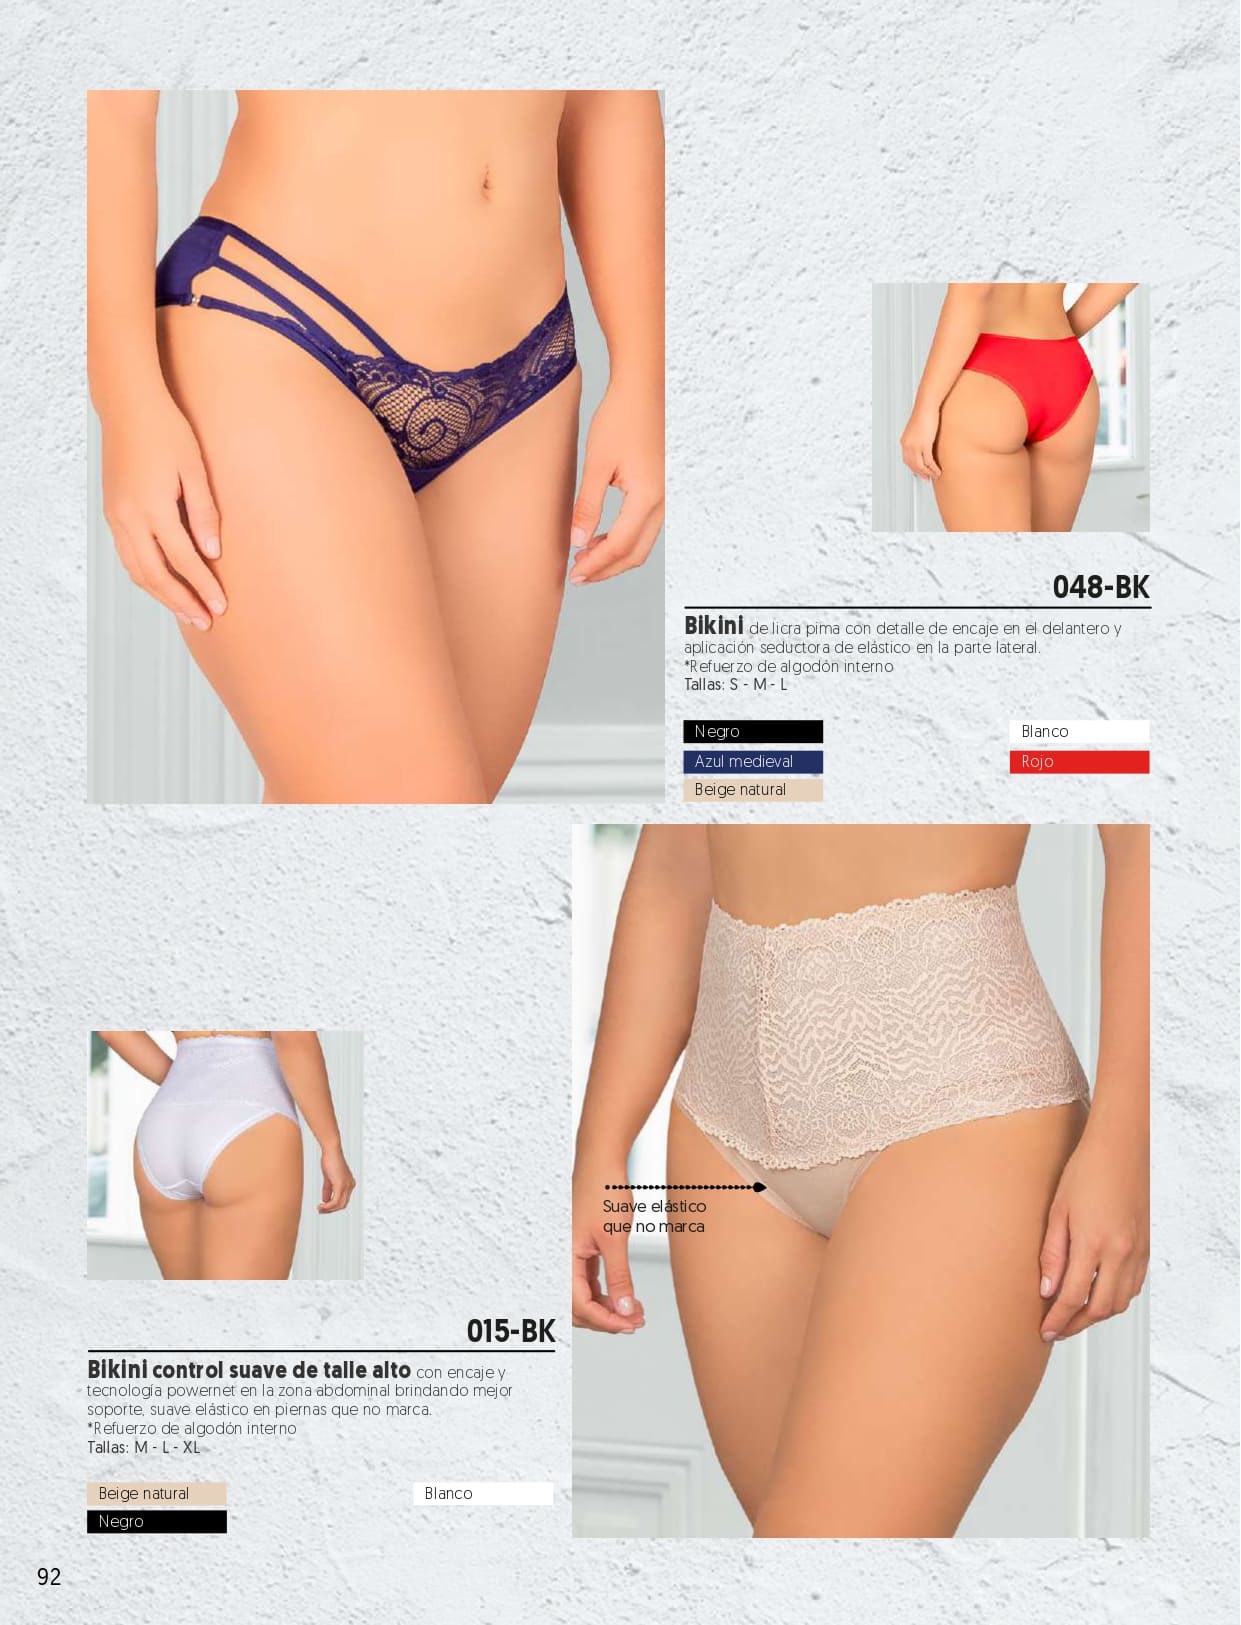 048-BK
Bikini de licra pima con detalle de encaje en el delantero y
aplicación seductora de elástico en la parte lateral.
*Refuerzo de algodón interno
Tallas: S - M - L
Negro
Blanco
Azul medieval
Rojo
Beige natural
Suave elástico
que no marca
015-BK
Bikini control suave de talle alto con encaje y
tecnología powernet en la zona abdominal brindando mejor
soporte, suave elástico en piernas que no marca.
*Refuerzo de algodón interno
Tallas: M - L - XL
Beige natural
Blanco
Negro
92